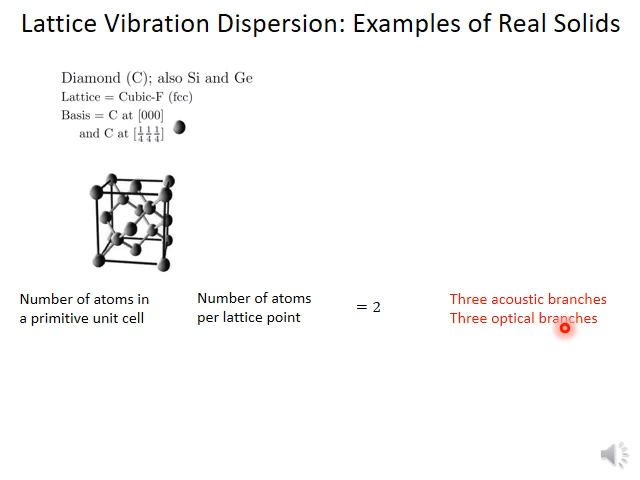 Lattice Vibration Dispersion: Examples of Real Solids
Diamond (C); also Si and Ge
Lattice = Cubic-F (fcc)
Basis = C at [000]
and C at [¼¼¼]
Number of atoms in
a primitive unit cell
Number of atoms
per lattice point
= 2
Three acoustic branches
Three optical branches